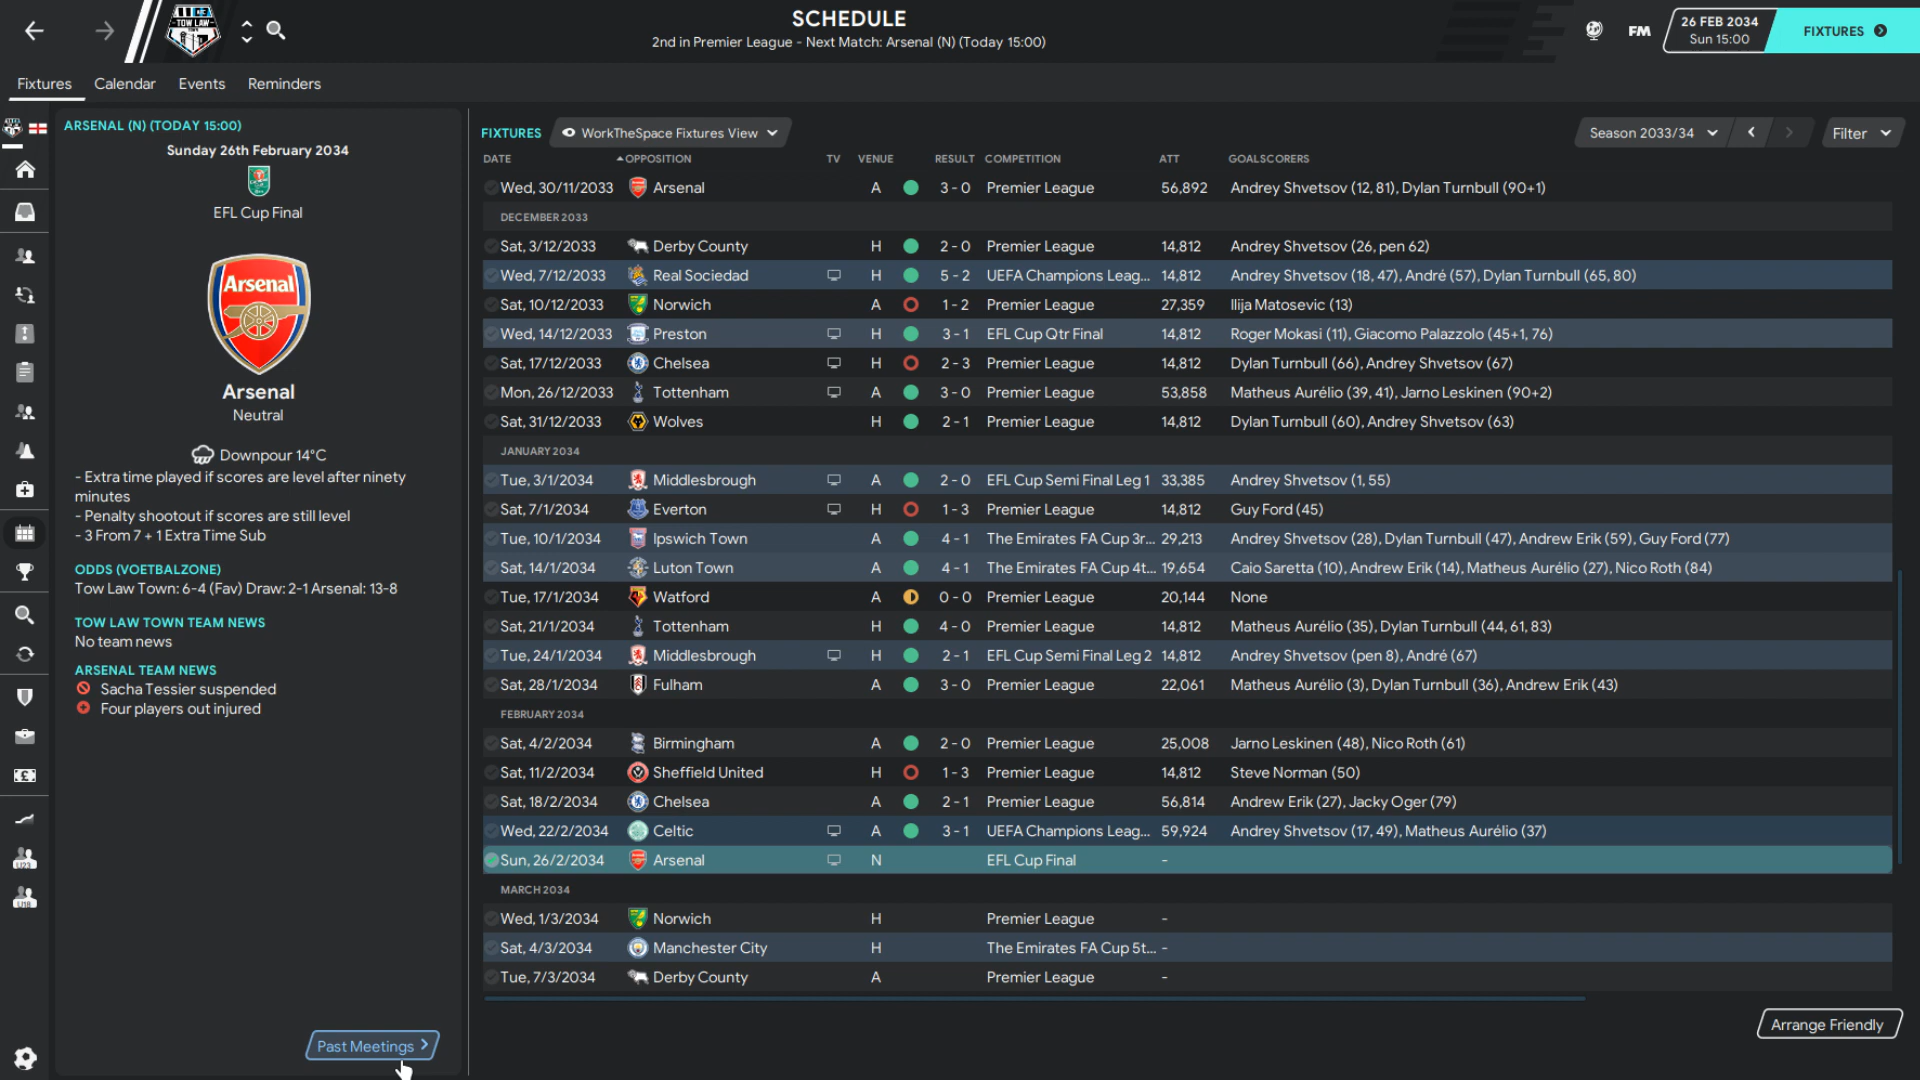 TOW LAW
SCHEDULE
2nd in Premier League - Next Match: Arsenal (N) (Today 15:00)
FM
26 FEB 2034
Sun 15:00
FIXTURES
Fixtures Calendar Events Reminders
ARSENAL (N) (TODAY 15:00)
Sunday 26th February 2034
EFL Cup Final
Arsenal
Arsenal
Neutral
Downpour 14°C
- Extra time played if scores are level after ninety
minutes
- Penalty shootout if scores are still level
- 3 From 7 + 1 Extra Time Sub
ODDS (VOETBALZONE)
Tow Law Town: 6-4 (Fav) Draw: 2-1 Arsenal: 13-8
TOW LAW TOWN TEAM NEWS
No team news
ARSENAL TEAM NEWS
Sacha Tessier suspended
Four players out injured
Past Meetings
U23
U18
FIXTURES WorkTheSpace Fixtures View Season 2033/34 Filter
DATE OPPOSITION TV VENUE RESULT COMPETITION ATT GOALSCORERS
Wed, 30/11/2033 Arsenal A 3 - 0 Premier League 56,892 Andrey Shvetsov (12, 81), Dylan Turnbull (90+1)
DECEMBER 2033
Sat, 3/12/2033 Derby County H 2 - 0 Premier League 14,812 Andrey Shvetsov (26, pen 62)
Wed, 7/12/2033 Real Sociedad H 5 - 2 UEFA Champions Leag... 14,812 Andrey Shvetsov (18, 47), André (57), Dylan Turnbull (65, 80)
Sat, 10/12/2033 Norwich A 1 - 2 Premier League 27,359 Ilija Matosevic (13)
Wed, 14/12/2033 Preston H 3 - 1 EFL Cup Qtr Final 14,812 Roger Mokasi (11), Giacomo Palazzolo (45+1, 76)
Sat, 17/12/2033 Chelsea H 2 - 3 Premier League 14,812 Dylan Turnbull (66), Andrey Shvetsov (67)
Mon, 26/12/2033 Tottenham A 3 - 0 Premier League 53,858 Matheus Aurélio (39, 41), Jarno Leskinen (90+2)
Sat, 31/12/2033 Wolves H 2 - 1 Premier League 14,812 Dylan Turnbull (60), Andrey Shvetsov (63)
JANUARY 2034
Tue, 3/1/2034 Middlesbrough A 2 - 0 EFL Cup Semi Final Leg 1 33,385 Andrey Shvetsov (1, 55)
Sat, 7/1/2034 Everton H 1 - 3 Premier League 14,812 Guy Ford (45)
Tue, 10/1/2034 Ipswich Town A 4 - 1 The Emirates FA Cup 3r... 29,213 Andrey Shvetsov (28), Dylan Turnbull (47), Andrew Erik (59), Guy Ford (77)
Sat, 14/1/2034 Luton Town A 4 - 1 The Emirates FA Cup 4t... 19,654 Caio Saretta (10), Andrew Erik (14), Matheus Aurélio (27), Nico Roth (84)
Tue, 17/1/2034 Watford A 0 - 0 Premier League 20,144 None
Sat, 21/1/2034 Tottenham H 4 - 0 Premier League 14,812 Matheus Aurélio (35), Dylan Turnbull (44, 61, 83)
Tue, 24/1/2034 Middlesbrough H 2 - 1 EFL Cup Semi Final Leg 2 14,812 Andrey Shvetsov (pen 8), André (67)
Sat, 28/1/2034 Fulham A 3 - 0 Premier League 22,061 Matheus Aurélio (3), Dylan Turnbull (36), Andrew Erik (43)
FEBRUARY 2034
Sat, 4/2/2034 Birmingham A 2 - 0 Premier League 25,008 Jarno Leskinen (48), Nico Roth (61)
Sat, 11/2/2034 Sheffield United H 1 - 3 Premier League 14,812 Steve Norman (50)
Sat, 18/2/2034 Chelsea A 2 - 1 Premier League 56,814 Andrew Erik (27), Jacky Oger (79)
Wed, 22/2/2034 Celtic A 3 - 1 UEFA Champions Leag... 59,924 Andrey Shvetsov (17, 49), Matheus Aurélio (37)
Sun, 26/2/2034 Arsenal N EFL Cup Final -
MARCH 2034
Wed, 1/3/2034 Norwich H Premier League -
Sat, 4/3/2034 Manchester City H The Emirates FA Cup 5t... -
Tue, 7/3/2034 Derby County A Premier League -
Arrange Friendly